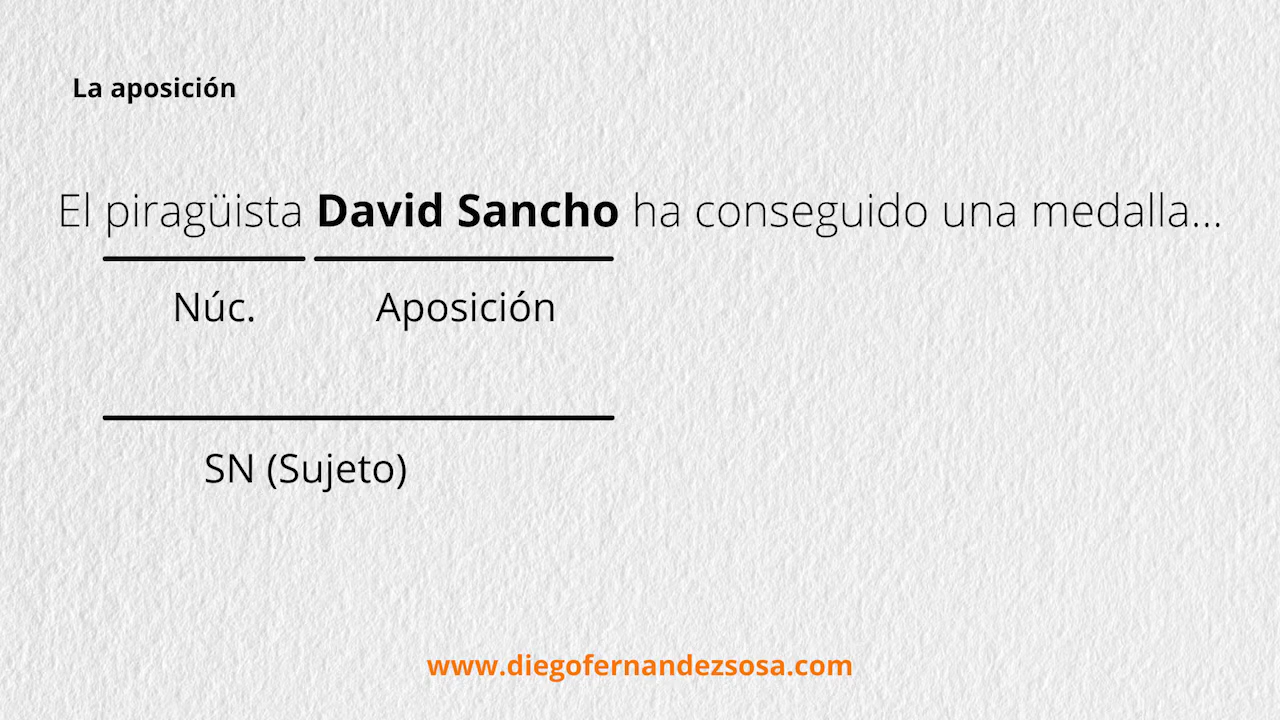 La aposición
El piragüista David Sancho ha conseguido una medalla...
Núc. Aposición
SN (Sujeto)
www.diegofernandezsosa.com